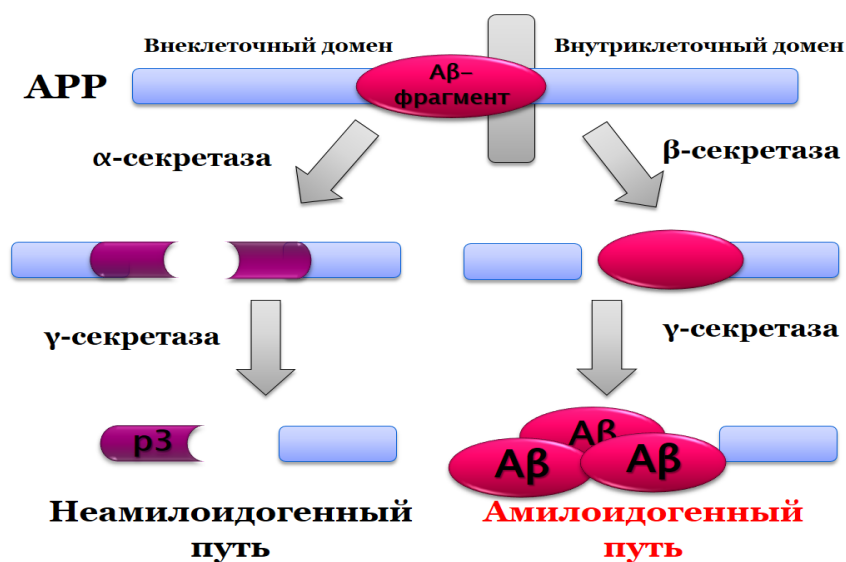 Внеклеточный домен
Внутриклеточный домен
APP
Aβ–
фрагмент
α-секретаза
β-секретаза
γ-секретаза
γ-секретаза
p3
Aβ
Aβ
Aβ
Неамилоидогенный
путь
Амилоидогенный
путь